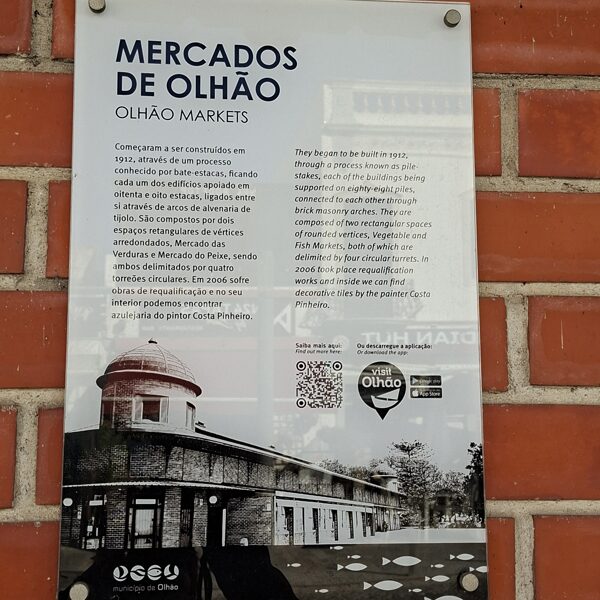 MERCADOS
DE OLHÃO
OLHÃO MARKETS
Começaram a ser construídos em
1912, através de um processo
conhecido por bate-estacas, ficando
cada um dos edifícios apoiado em
oitenta e oito estacas, ligados entre
si através de arcos de alvenaria de
tijolo. São compostos por dois
espaços retangulares de vértices
arredondados, Mercado das
Verduras e Mercado do Peixe, sendo
ambos delimitados por quatro
torreões circulares. Em 2006 sofre
obras de requalificação e no seu
interior podemos encontrar
azulejaria do pintor Costa Pinheiro.
They began to be built in 1912,
through a process known as pile-
stakes, each of the buildings being
supported on eighty-eight piles,
connected to each other through
brick masonry arches. They are
composed of two rectangular spaces
of rounded vertices, Vegetable and
Fish Markets, both of which are
delimited by four circular turrets. In
2006 took place requalification
works and inside we can find
decorative tiles by the painter Costa
Pinheiro.
Saiba mais aqui:
Find out more here:
Ou descarregue a aplicação:
Or download the app:
visit
Olhão
Google play
App Store
município de Olhão